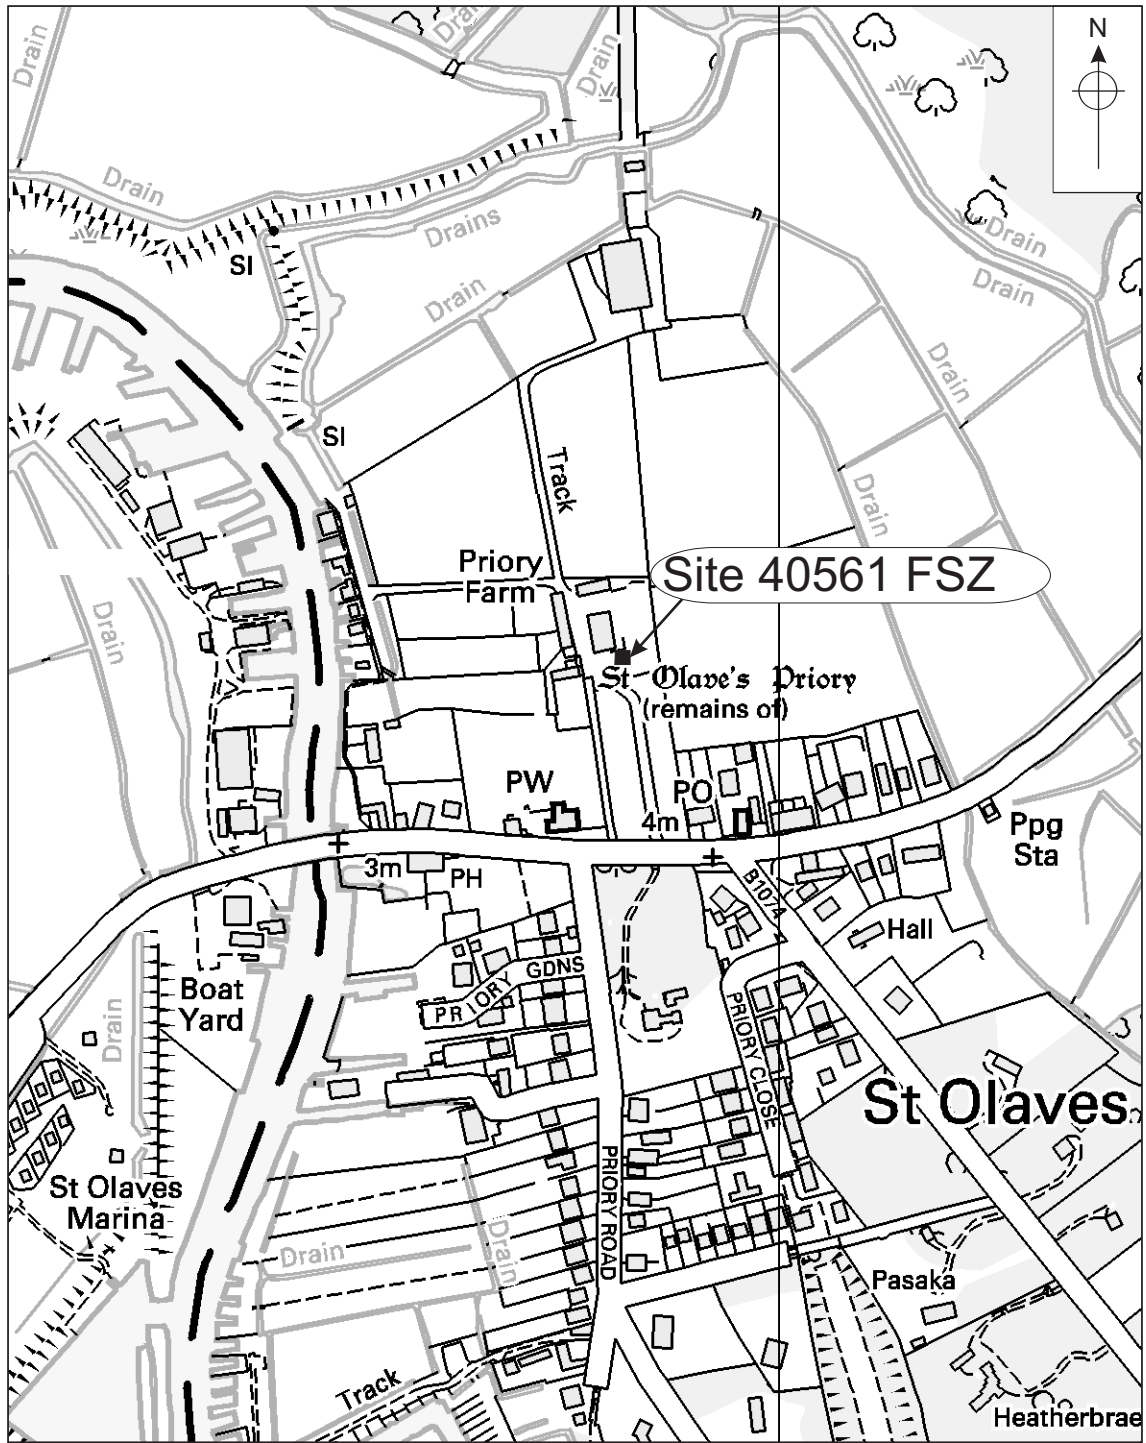 Drain
Drain
Drain
N
Drain
Drains
Drain
SI
Drain
Drain
Drain
SI
Track
Drain
Priory
Farm
Site 40561 FSZ
Drain
St Olave's Priory
(remains of)
PW
PO
4m
3m
PH
B1074
Ppg
Sta
Hall
Boat
Yard
Drain
PRIORY GDNS
PRIORY CLOSE
St Olaves
St Olaves
Marina
PRIORY ROAD
Drain
Drain
Pasaka
Track
Heatherbrae